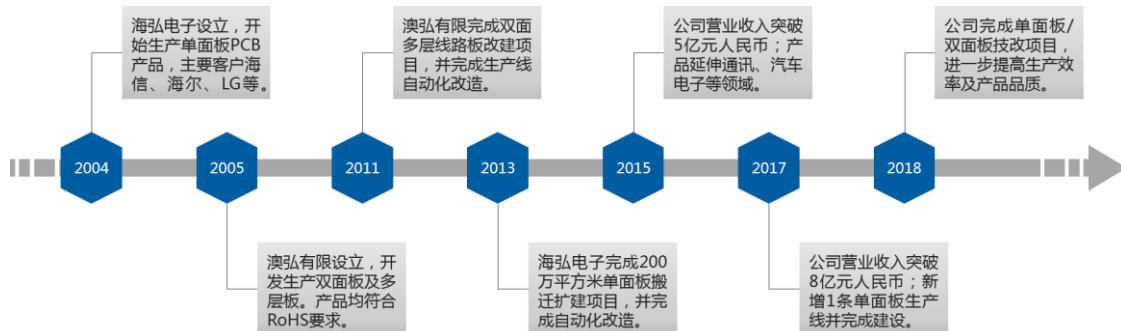 海弘电子设立，开
始生产单面板PCB
产品，主要客户海
信、海尔、LG等。
澳弘有限完成双面
多层线路板改建项
目，并完成生产线
自动化改造。
公司营业收入突破
5亿元人民币；产
品延伸通讯、汽车
电子等领域。
公司完成单面板/
双面板技改项目，
进一步提高生产效
率及产品品质。
2004
2005
2011
2013
2015
2017
2018
澳弘有限设立，开
发生产双面板及多
层板。产品均符合
RoHS要求。
海弘电子完成200
万平方米单面板搬
迁扩建项目，并完
成自动化改造。
公司营业收入突破
8亿元人民币；新
增1条单面板生产
线并完成建设。